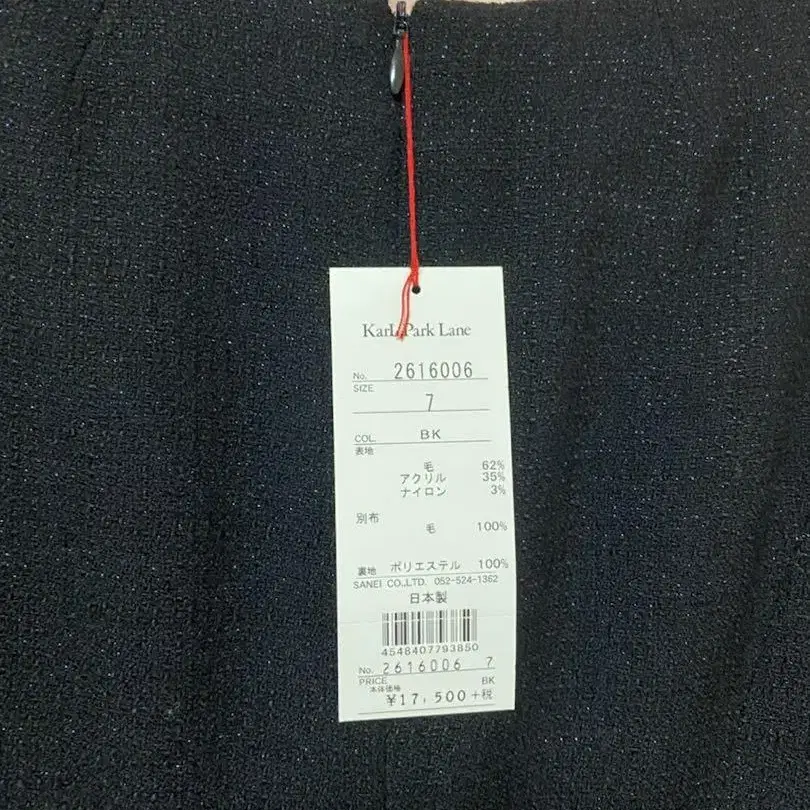 KarL Park Lane
No. 2616006
SIZE
7
COL. BK
表地
毛 62%
アクリル 35%
ナイロン 3%
別布
毛 100%
裏地 ポリエステル 100%
SANEI CO.,LTD. 052-524-1362
日本製
4548407793850
No. 2616006 7
PRICE BK
本体価格
¥17,500+税